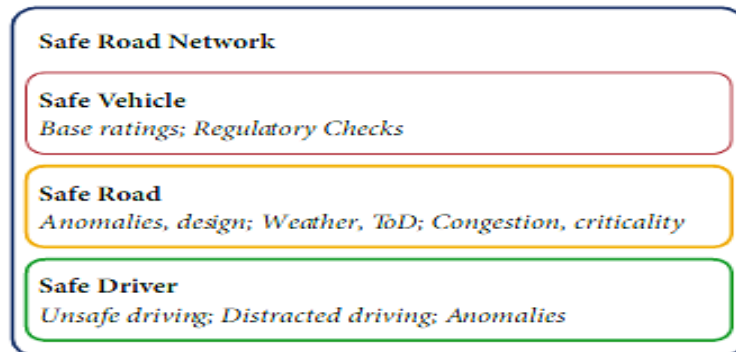 Safe Road Network
Safe Vehicle
Base ratings; Regulatory Checks
Safe Road
Anomalies, design; Weather, ToD; Congestion, criticality
Safe Driver
Unsafe driving; Distracted driving; Anomalies